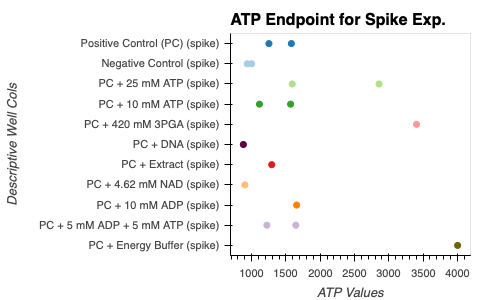 ATP Endpoint for Spike Exp.
Descriptive Well Cols
Positive Control (PC) (spike)
Negative Control (spike)
PC + 25 mM ATP (spike)
PC + 10 mM ATP (spike)
PC + 420 mM 3PGA (spike)
PC + DNA (spike)
PC + Extract (spike)
PC + 4.62 mM NAD (spike)
PC + 10 mM ADP (spike)
PC + 5 mM ADP + 5 mM ATP (spike)
PC + Energy Buffer (spike)
1000 1500 2000 2500 3000 3500 4000
ATP Values